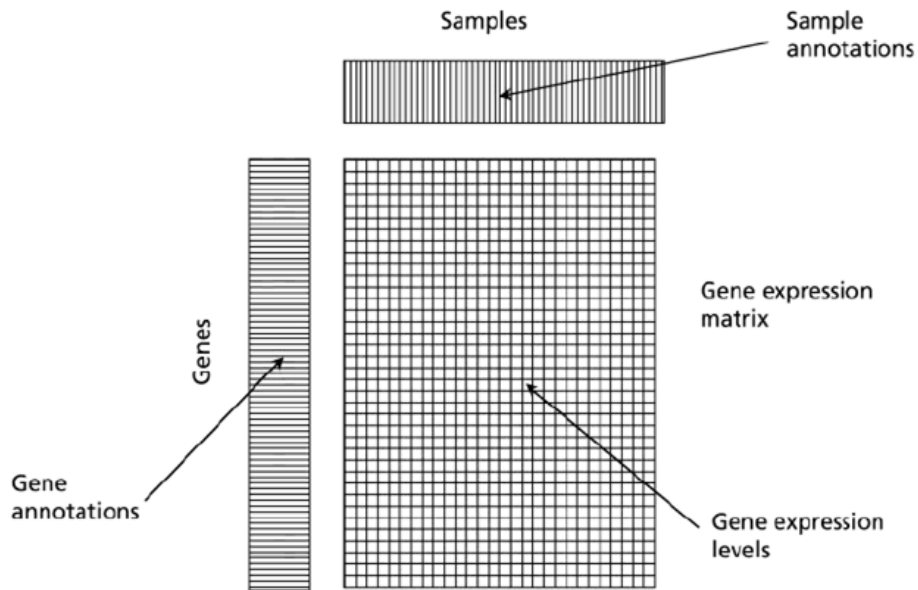 Samples
Sample
annotations
Genes
Gene expression
matrix
Gene
annotations
Gene expression
levels